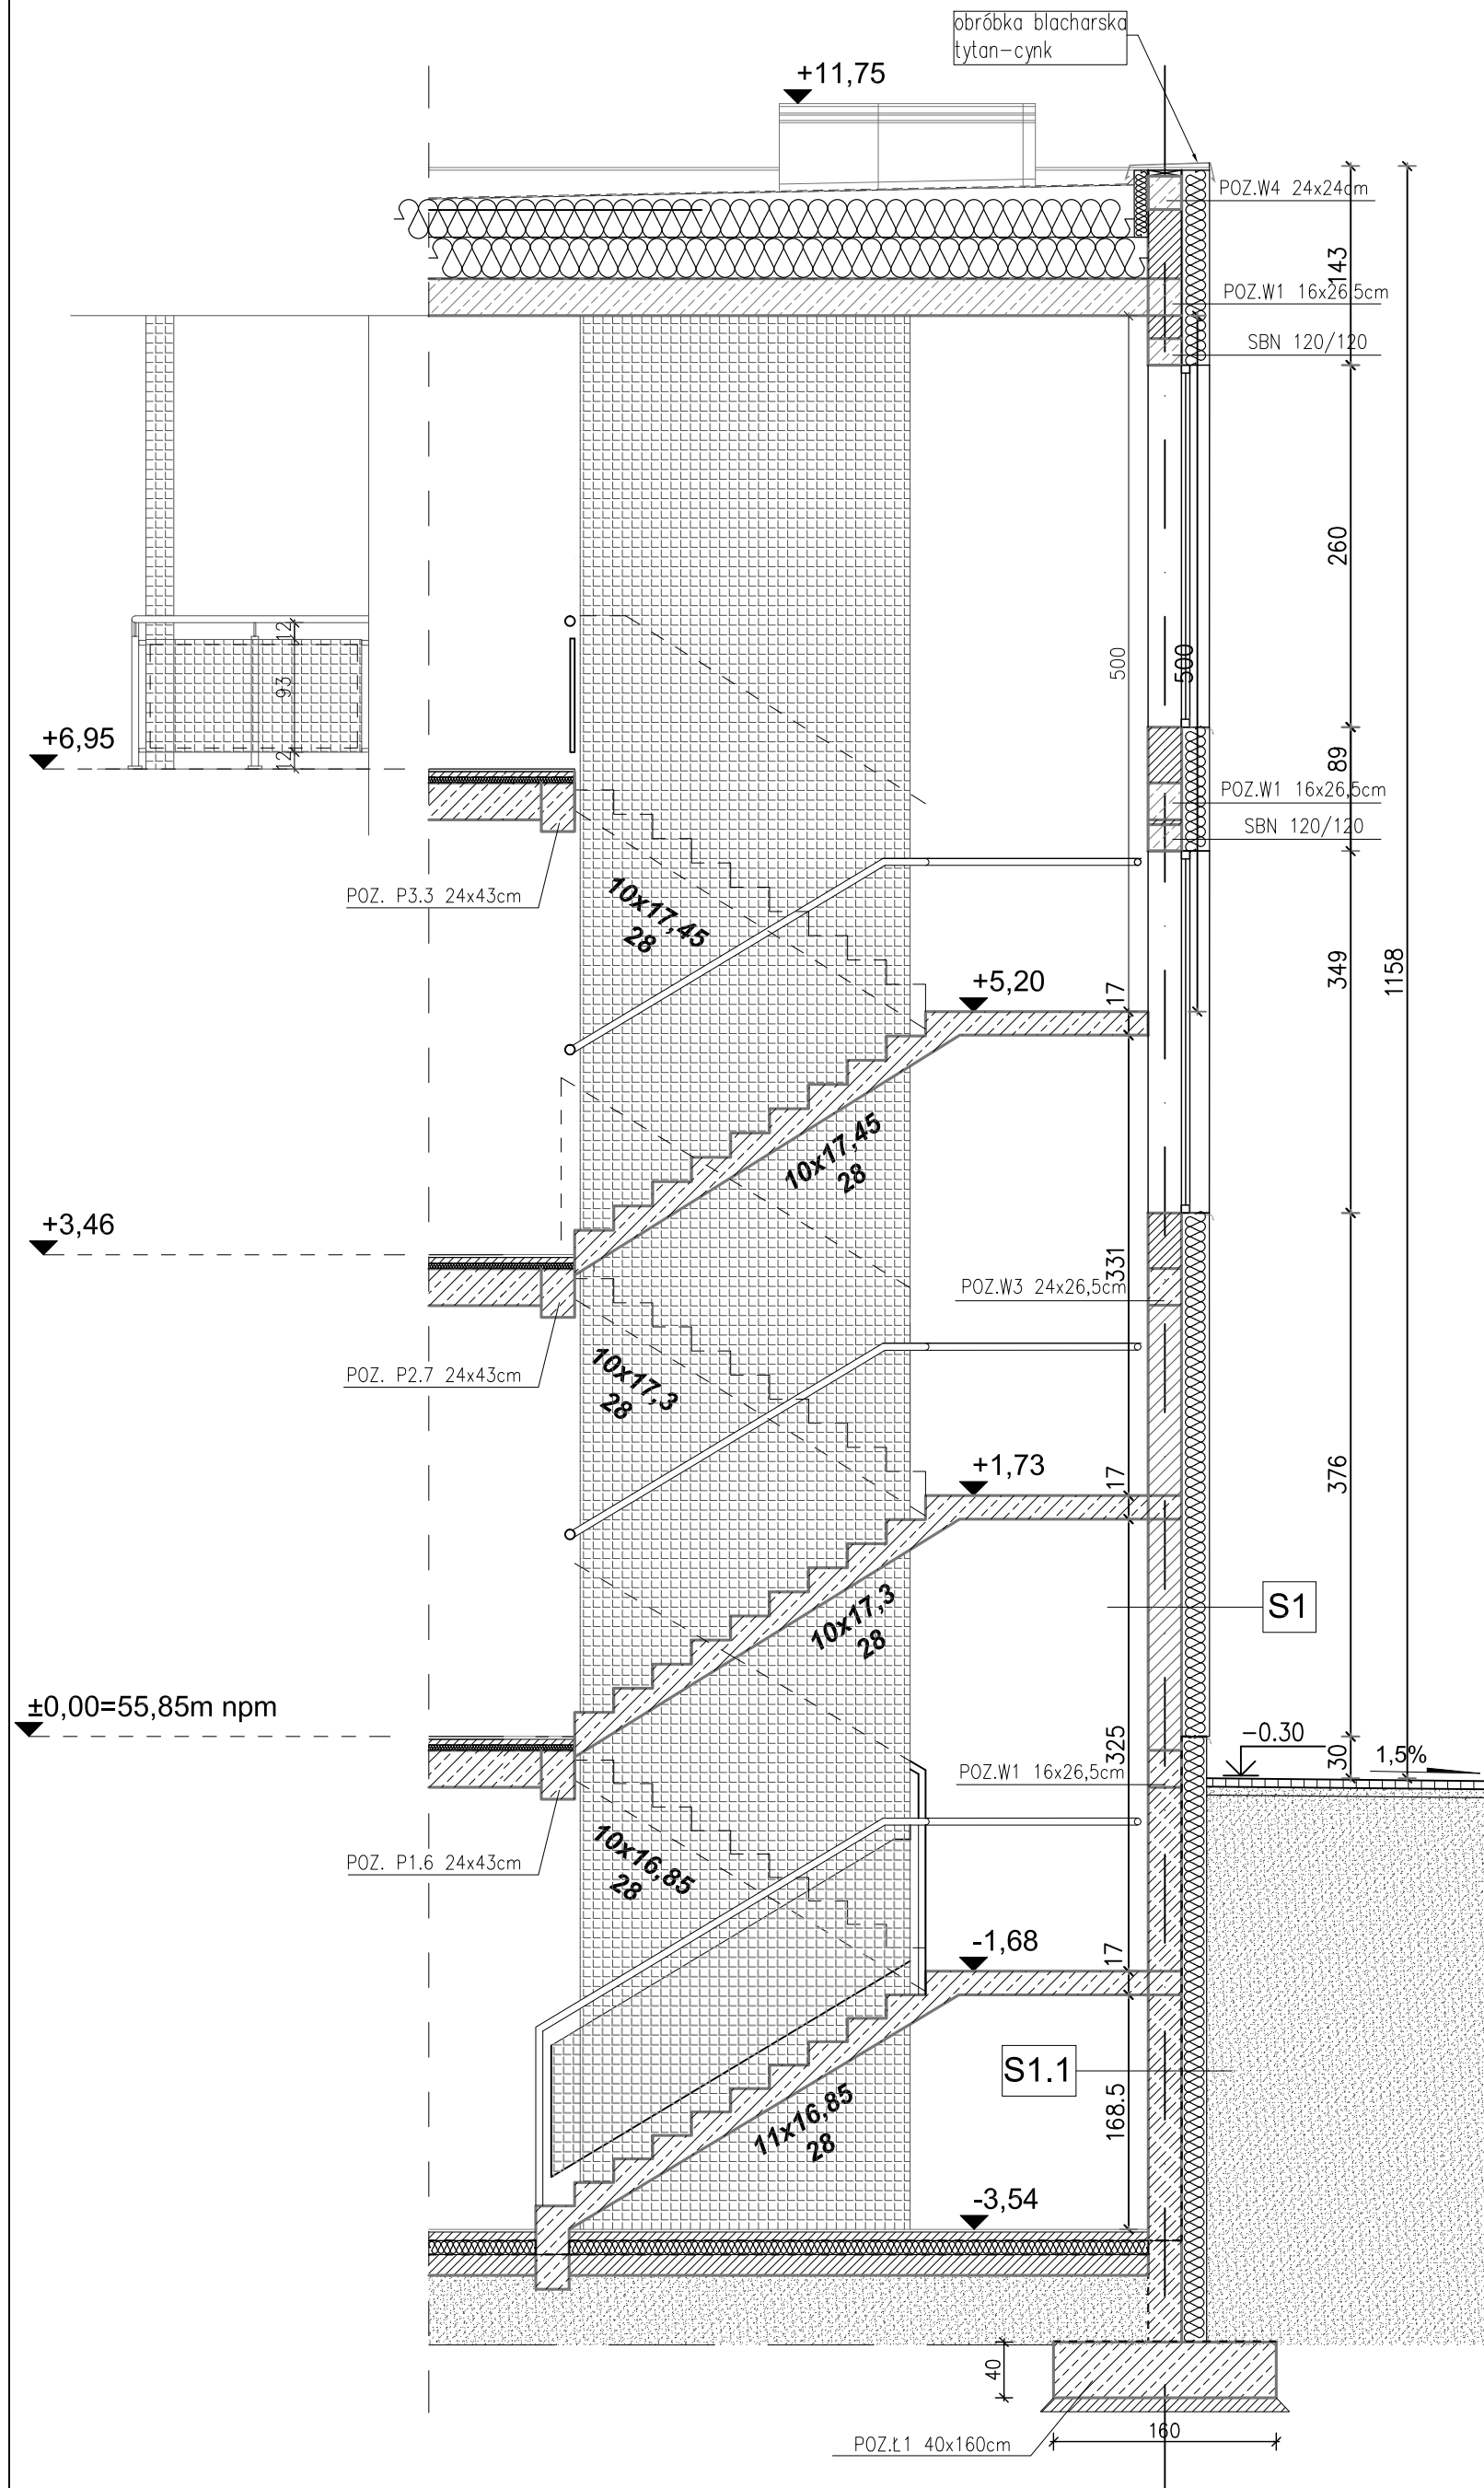 obróbka blacharska
tytan-cynk
+11,75
POZ.W4 24x24cm
143
POZ.W1 16x26,5cm
SBN 120/120
260
500
500
12
93
12
+6,95
89
POZ.W1 16x26,5cm
SBN 120/120
POZ. P3.3 24x43cm
10x17,45
28
+5,20
17
349
1158
10x17,45
28
+3,46
331
POZ.W3 24x26,5cm
POZ. P2.7 24x43cm
10x17,3
28
+1,73
17
376
10x17,3
28
S1
±0,00=55,85m npm
-0.30
30
1,5%
325
POZ.W1 16x26,5cm
POZ. P1.6 24x43cm
10x16,85
28
-1,68
17
S1.1
168.5
11x16,85
28
-3,54
40
160
POZ.Ł1 40x160cm